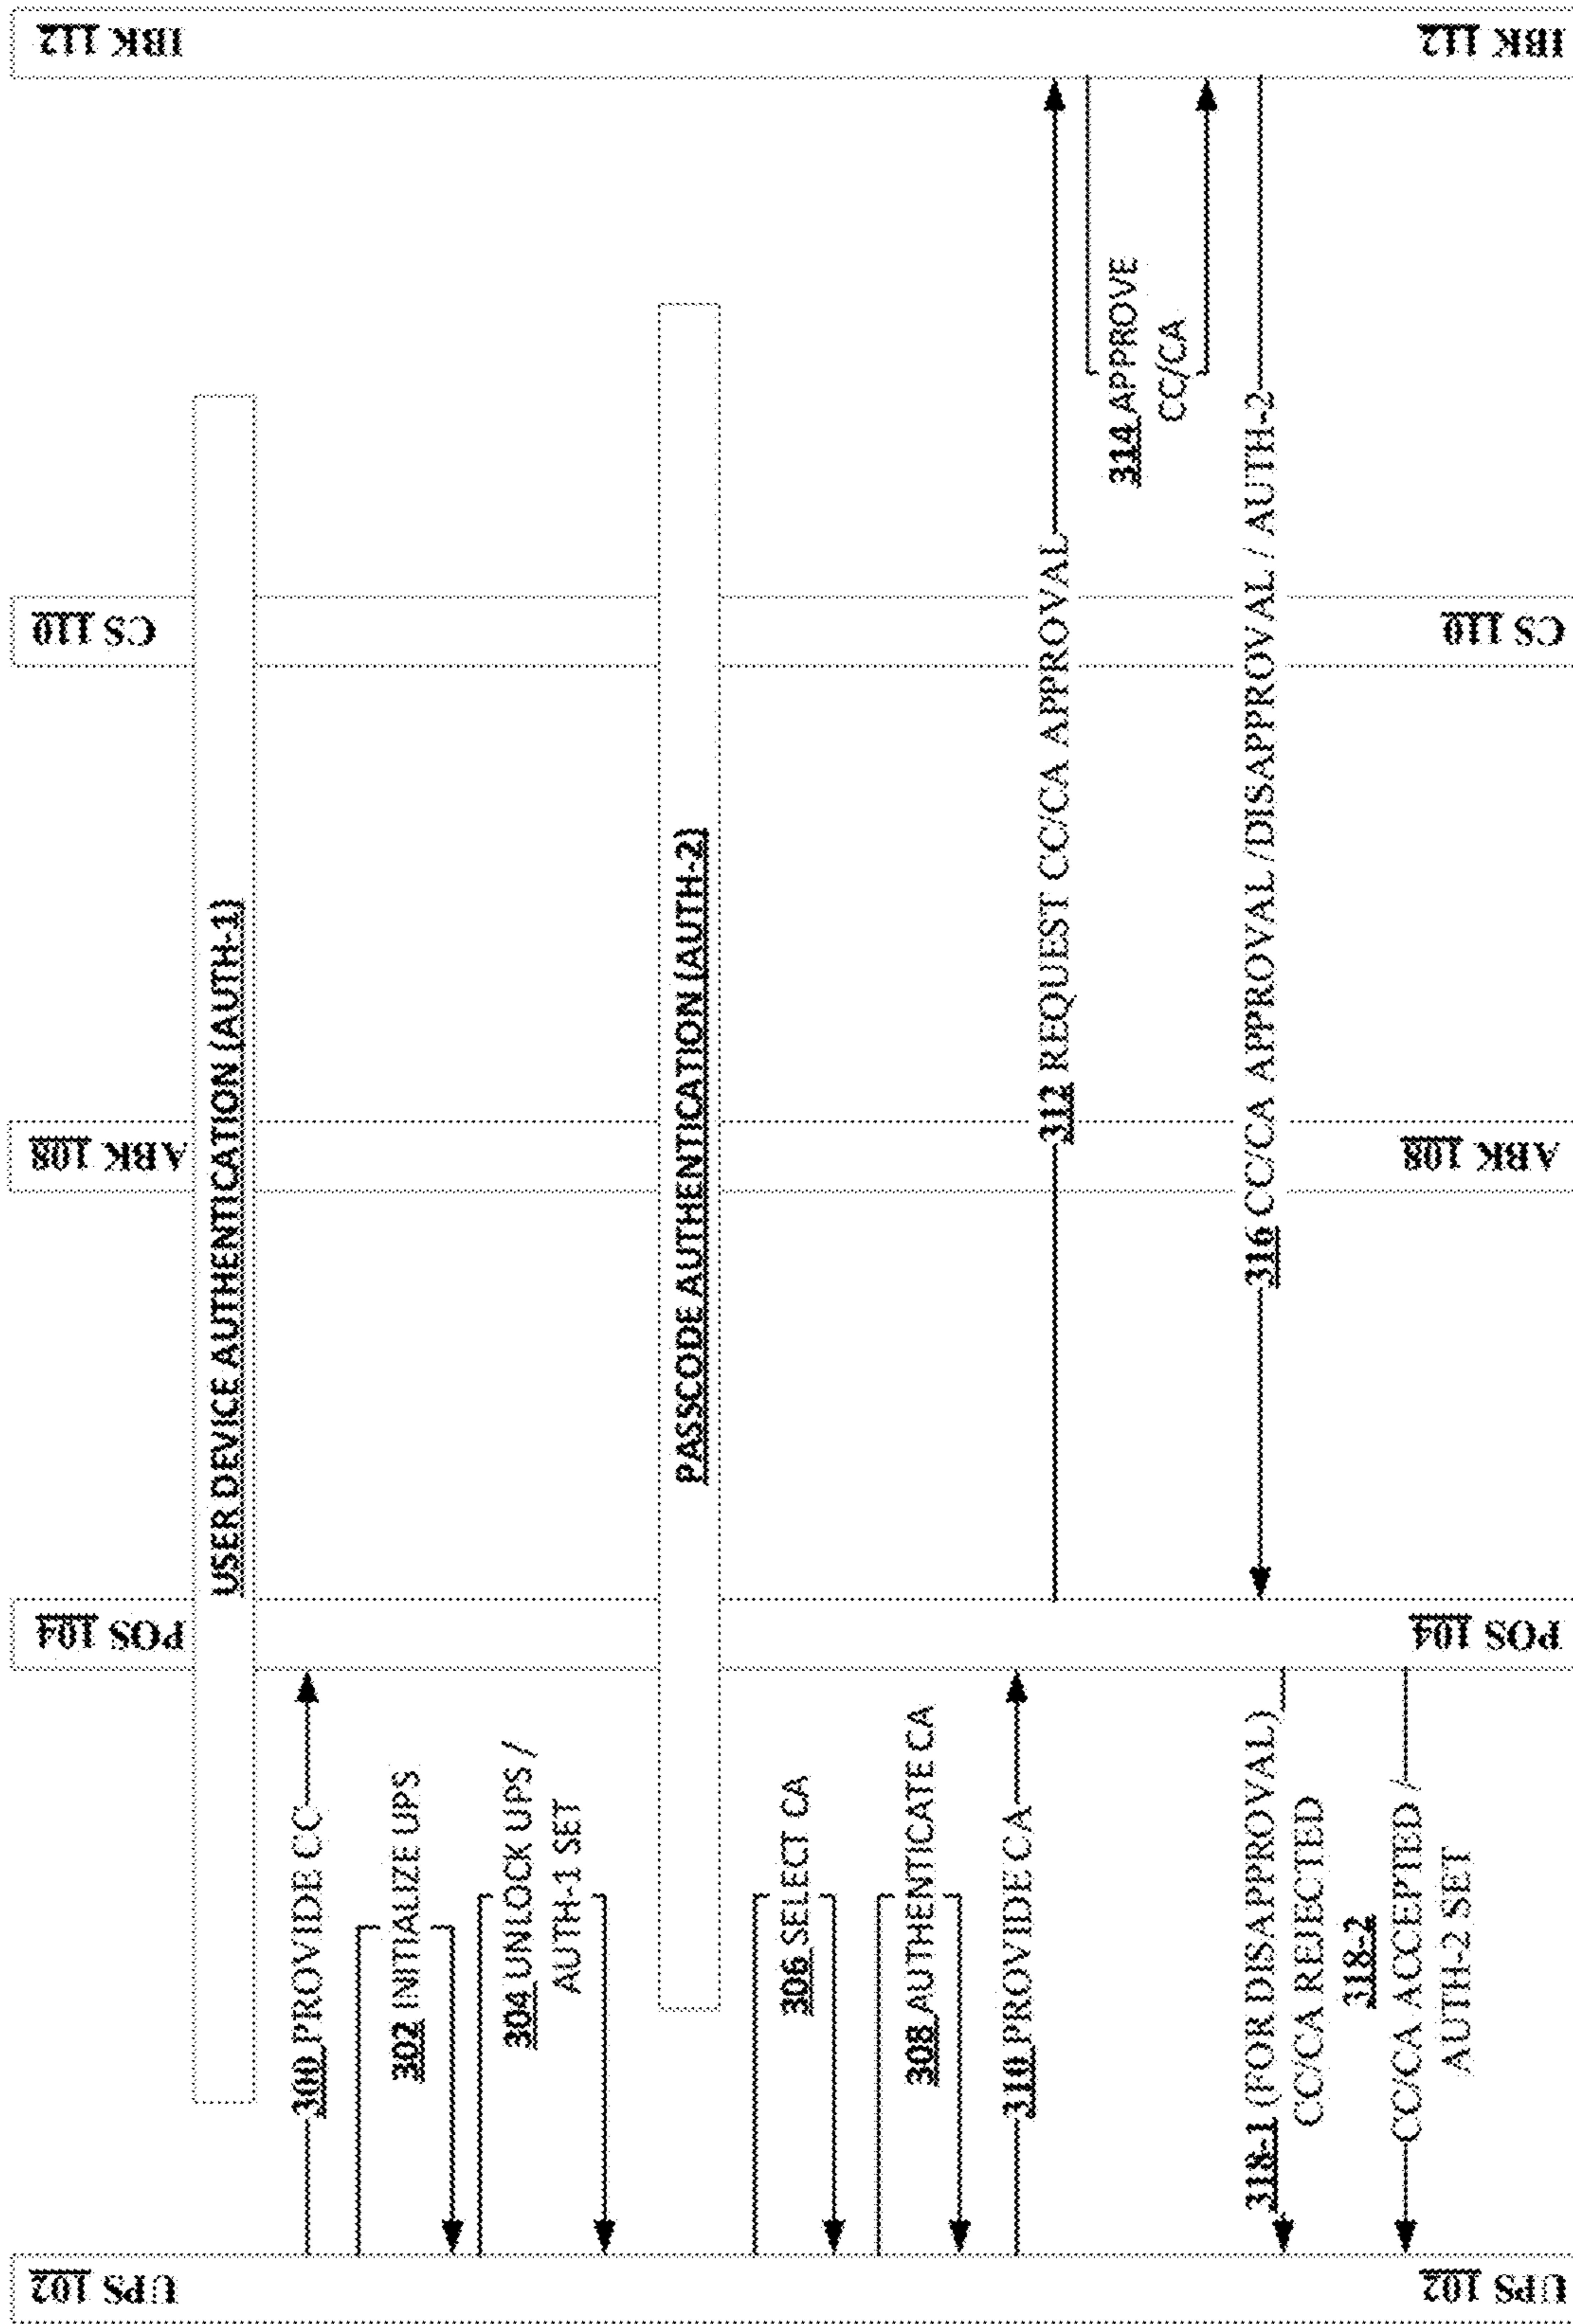 UPS 102
POS 104
ARK 108
CS 110
IBK 112
USER DEVICE AUTHENTICATION (AUTH-1)
300 PROVIDE CC
302 INITIALIZE UPS
304 UNLOCK UPS /
AUTH-1 SET
PASSCODE AUTHENTICATION (AUTH-2)
306 SELECT CA
308 AUTHENTICATE CA
310 PROVIDE CA
312 REQUEST CC/CA APPROVAL
314 APPROVE
CC/CA
316 CC/CA APPROVAL /DISAPPROVAL / AUTH-2
318-1 (FOR DISAPPROVAL)
CC/CA REJECTED
318-2
CC/CA ACCEPTED /
AUTH-2 SET
UPS 102
POS 104
ARK 108
CS 110
IBK 112